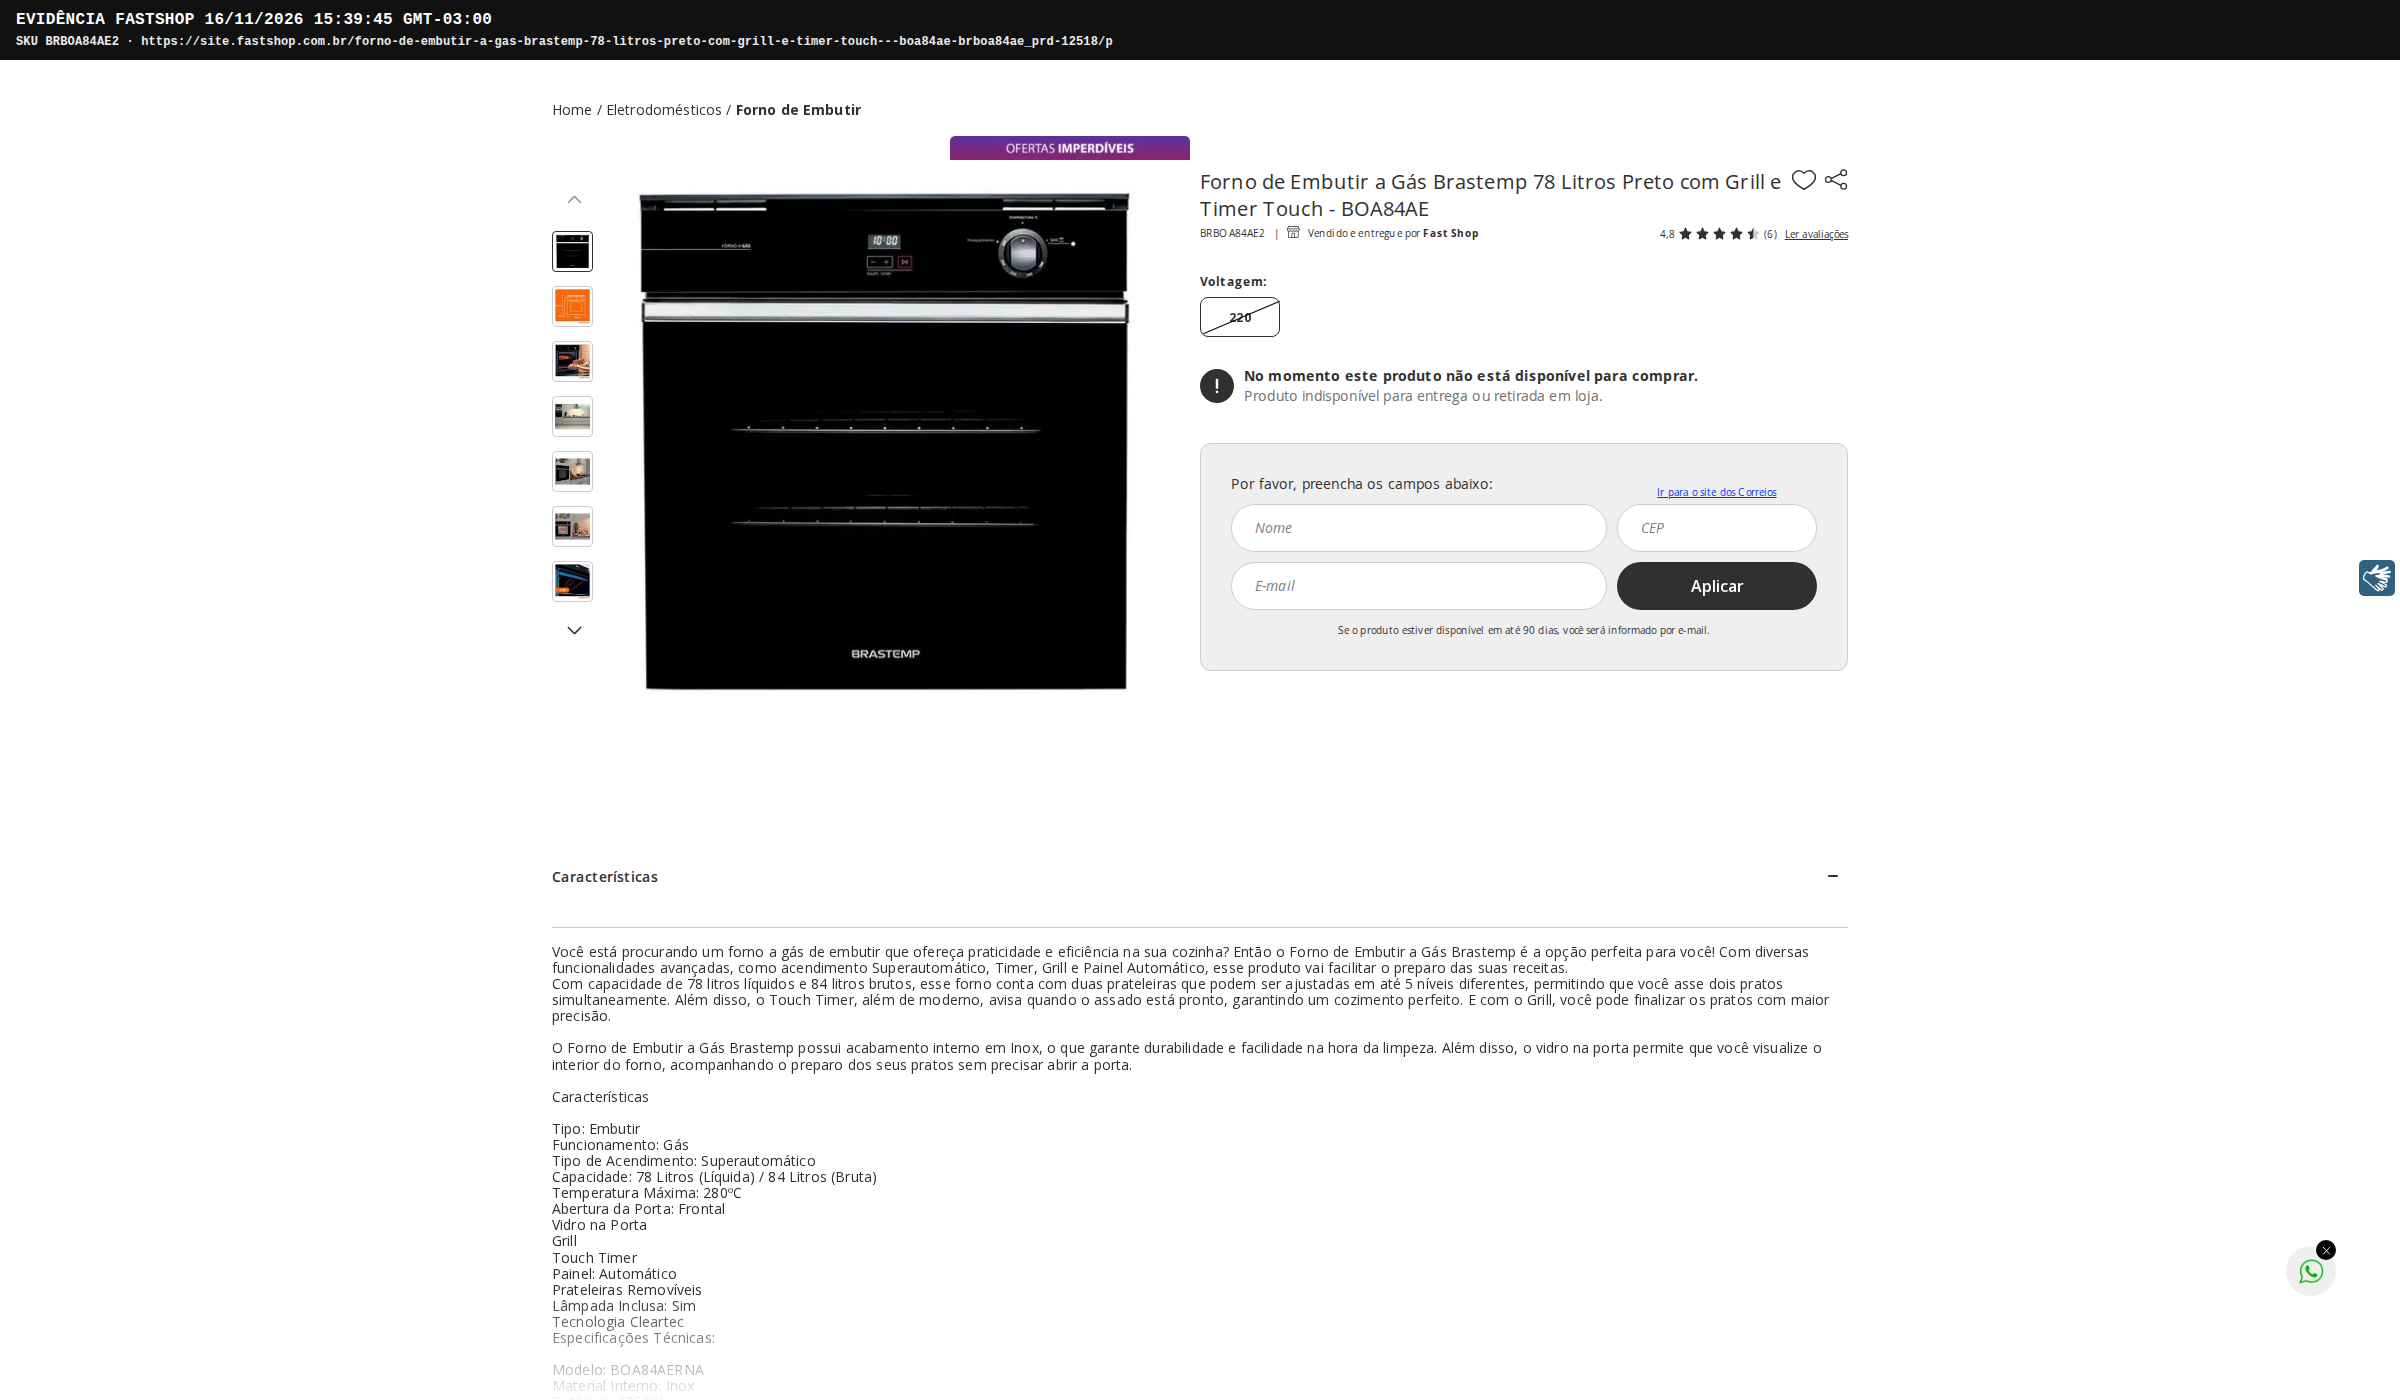 EVIDÊNCIA FASTSHOP 16/11/2026 15:39:45 GMT-03:00
SKU BRBOA84AE2 · https://site.fastshop.com.br/forno-de-embutir-a-gas-brastemp-78-litros-preto-com-grill-e-timer-touch---boa84ae-brboa84ae_prd-12518/p
Home / Eletrodomésticos / Forno de Embutir
OFERTAS IMPERDÍVEIS
Forno de Embutir a Gás Brastemp 78 Litros Preto com Grill e
Timer Touch - BOA84AE
BRBOA84AE2 | Vendido e entregue por Fast Shop
4,8 (6) Ler avaliações
FORNO A GÁS
10:00
TEMPERATURA °C
BRASTEMP
Voltagem:
220
No momento este produto não está disponível para comprar.
Produto indisponível para entrega ou retirada em loja.
Por favor, preencha os campos abaixo:
Ir para o site dos Correios
Nome
CEP
E-mail
Aplicar
Se o produto estiver disponível em até 90 dias, você será informado por e-mail.
Características
Você está procurando um forno a gás de embutir que ofereça praticidade e eficiência na sua cozinha? Então o Forno de Embutir a Gás Brastemp é a opção perfeita para você! Com diversas
funcionalidades avançadas, como acendimento Superautomático, Timer, Grill e Painel Automático, esse produto vai facilitar o preparo das suas receitas.
Com capacidade de 78 litros líquidos e 84 litros brutos, esse forno conta com duas prateleiras que podem ser ajustadas em até 5 níveis diferentes, permitindo que você asse dois pratos
simultaneamente. Além disso, o Touch Timer, além de moderno, avisa quando o assado está pronto, garantindo um cozimento perfeito. E com o Grill, você pode finalizar os pratos com maior
precisão.
O Forno de Embutir a Gás Brastemp possui acabamento interno em Inox, o que garante durabilidade e facilidade na hora da limpeza. Além disso, o vidro na porta permite que você visualize o
interior do forno, acompanhando o preparo dos seus pratos sem precisar abrir a porta.
Características
Tipo: Embutir
Funcionamento: Gás
Tipo de Acendimento: Superautomático
Capacidade: 78 Litros (Líquida) / 84 Litros (Bruta)
Temperatura Máxima: 280ºC
Abertura da Porta: Frontal
Vidro na Porta
Grill
Touch Timer
Painel: Automático
Prateleiras Removíveis
Lâmpada Inclusa: Sim
Tecnologia Cleartec
Especificações Técnicas:
Modelo: BOA84AERNA
Material Interno: Inox